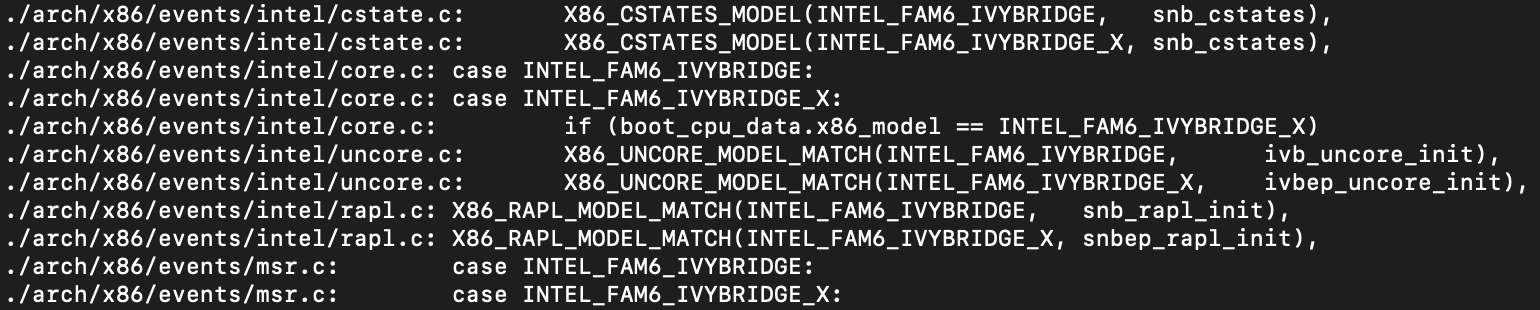 ./arch/x86/events/intel/cstate.c:        X86_CSTATES_MODEL(INTEL_FAM6_IVYBRIDGE,   snb_cstates),
./arch/x86/events/intel/cstate.c:        X86_CSTATES_MODEL(INTEL_FAM6_IVYBRIDGE_X, snb_cstates),
./arch/x86/events/intel/core.c: case INTEL_FAM6_IVYBRIDGE:
./arch/x86/events/intel/core.c: case INTEL_FAM6_IVYBRIDGE_X:
./arch/x86/events/intel/core.c:         if (boot_cpu_data.x86_model == INTEL_FAM6_IVYBRIDGE_X)
./arch/x86/events/intel/uncore.c:        X86_UNCORE_MODEL_MATCH(INTEL_FAM6_IVYBRIDGE,      ivb_uncore_init),
./arch/x86/events/intel/uncore.c:        X86_UNCORE_MODEL_MATCH(INTEL_FAM6_IVYBRIDGE_X,    ivbep_uncore_init),
./arch/x86/events/intel/rapl.c: X86_RAPL_MODEL_MATCH(INTEL_FAM6_IVYBRIDGE,   snb_rapl_init),
./arch/x86/events/intel/rapl.c: X86_RAPL_MODEL_MATCH(INTEL_FAM6_IVYBRIDGE_X, snbep_rapl_init),
./arch/x86/events/msr.c:        case INTEL_FAM6_IVYBRIDGE:
./arch/x86/events/msr.c:        case INTEL_FAM6_IVYBRIDGE_X: